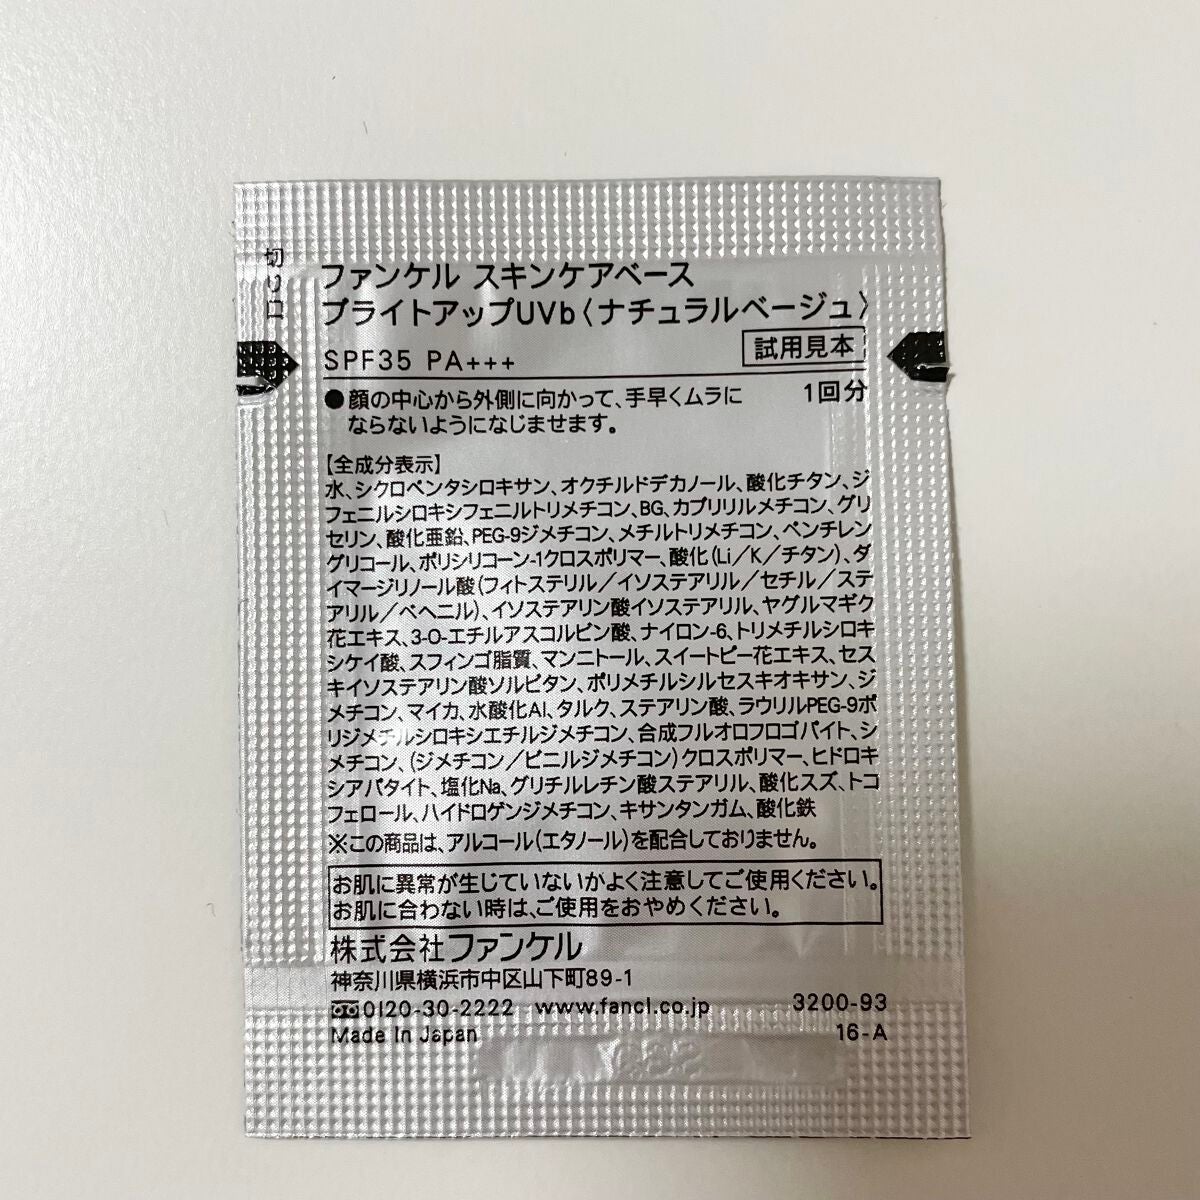 切
口
ファンケル スキンケアベース
ブライトアップUVb〈ナチュラルベージュ〉
SPF35 PA+++
試用見本
●顔の中心から外側に向かって、手早くムラに
ならないようになじませます。
1回分
【全成分表示】
水、シクロペンタシロキサン、オクチルドデカノール、酸化チタン、ジ
フェニルシロキシフェニルトリメチコン、BG、カプリリルメチコン、グリ
セリン、酸化亜鉛、PEG-9ジメチコン、メチルトリメチコン、ペンチレン
グリコール、ポリシリコーン-1クロスポリマー、酸化(Li/K/チタン)、ダ
イマージリノール酸(フィトステリル/イソステアリル/セチル/ステ
アリル/ベヘニル)、イソステアリン酸イソステアリル、ヤグルマギク
花エキス、3-O-エチルアスコルビン酸、ナイロン-6、トリメチルシロキ
シケイ酸、スフィンゴ脂質、マンニトール、スイートピー花エキス、セス
キイソステアリン酸ソルビタン、ポリメチルシルセスキオキサン、ジ
メチコン、マイカ、水酸化Al、タルク、ステアリン酸、ラウリルPEG-9ポ
リジメチルシロキシエチルジメチコン、合成フルオロフロゴパイト、シ
メチコン、(ジメチコン/ビニルジメチコン)クロスポリマー、ヒドロキ
シアパタイト、塩化Na、グリチルレチン酸ステアリル、酸化スズ、トコ
フェロール、ハイドロゲンジメチコン、キサンタンガム、酸化鉄
※この商品は、アルコール(エタノール)を配合しておりません。
お肌に異常が生じていないかよく注意してご使用ください。
お肌に合わない時は、ご使用をおやめください。
株式会社ファンケル
神奈川県横浜市中区山下町89-1
0120-30-2222 www.fancl.co.jp
3200-93
Made In Japan
16-A